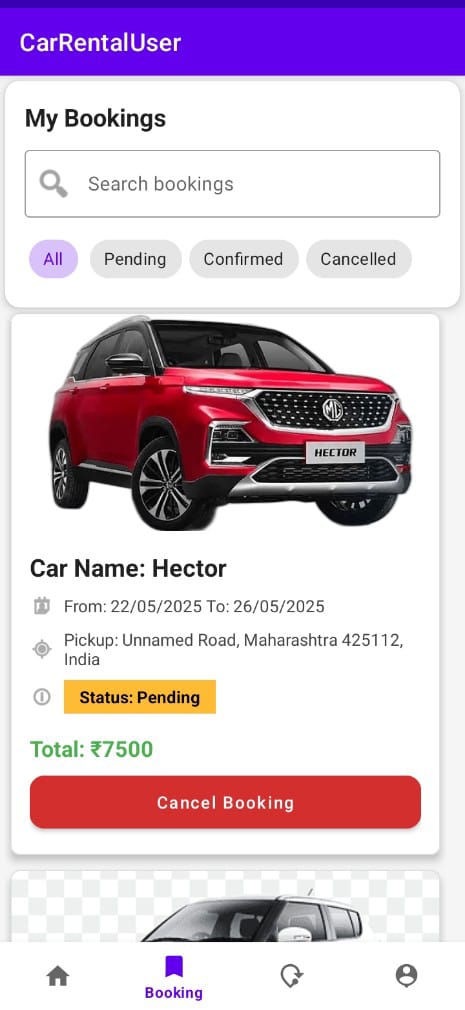 CarRentalUser
My Bookings
Search bookings
All
Pending
Confirmed
Cancelled
MG
HECTOR
Car Name: Hector
From: 22/05/2025 To: 26/05/2025
Pickup: Unnamed Road, Maharashtra 425112,
India
Status: Pending
Total: ₹7500
Cancel Booking
Booking